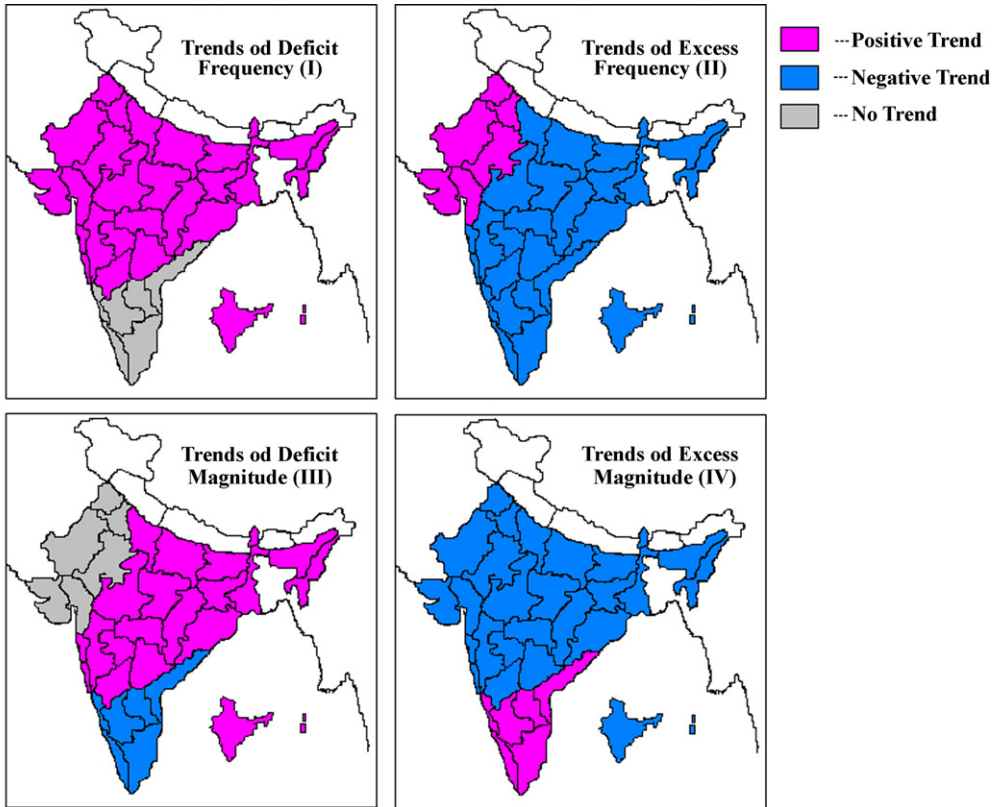 Trends od Deficit
Frequency (I)
Trends od Excess
Frequency (II)
---Positive Trend
--- Negative Trend
--- No Trend
Trends od Deficit
Magnitude (III)
Trends od Excess
Magnitude (IV)